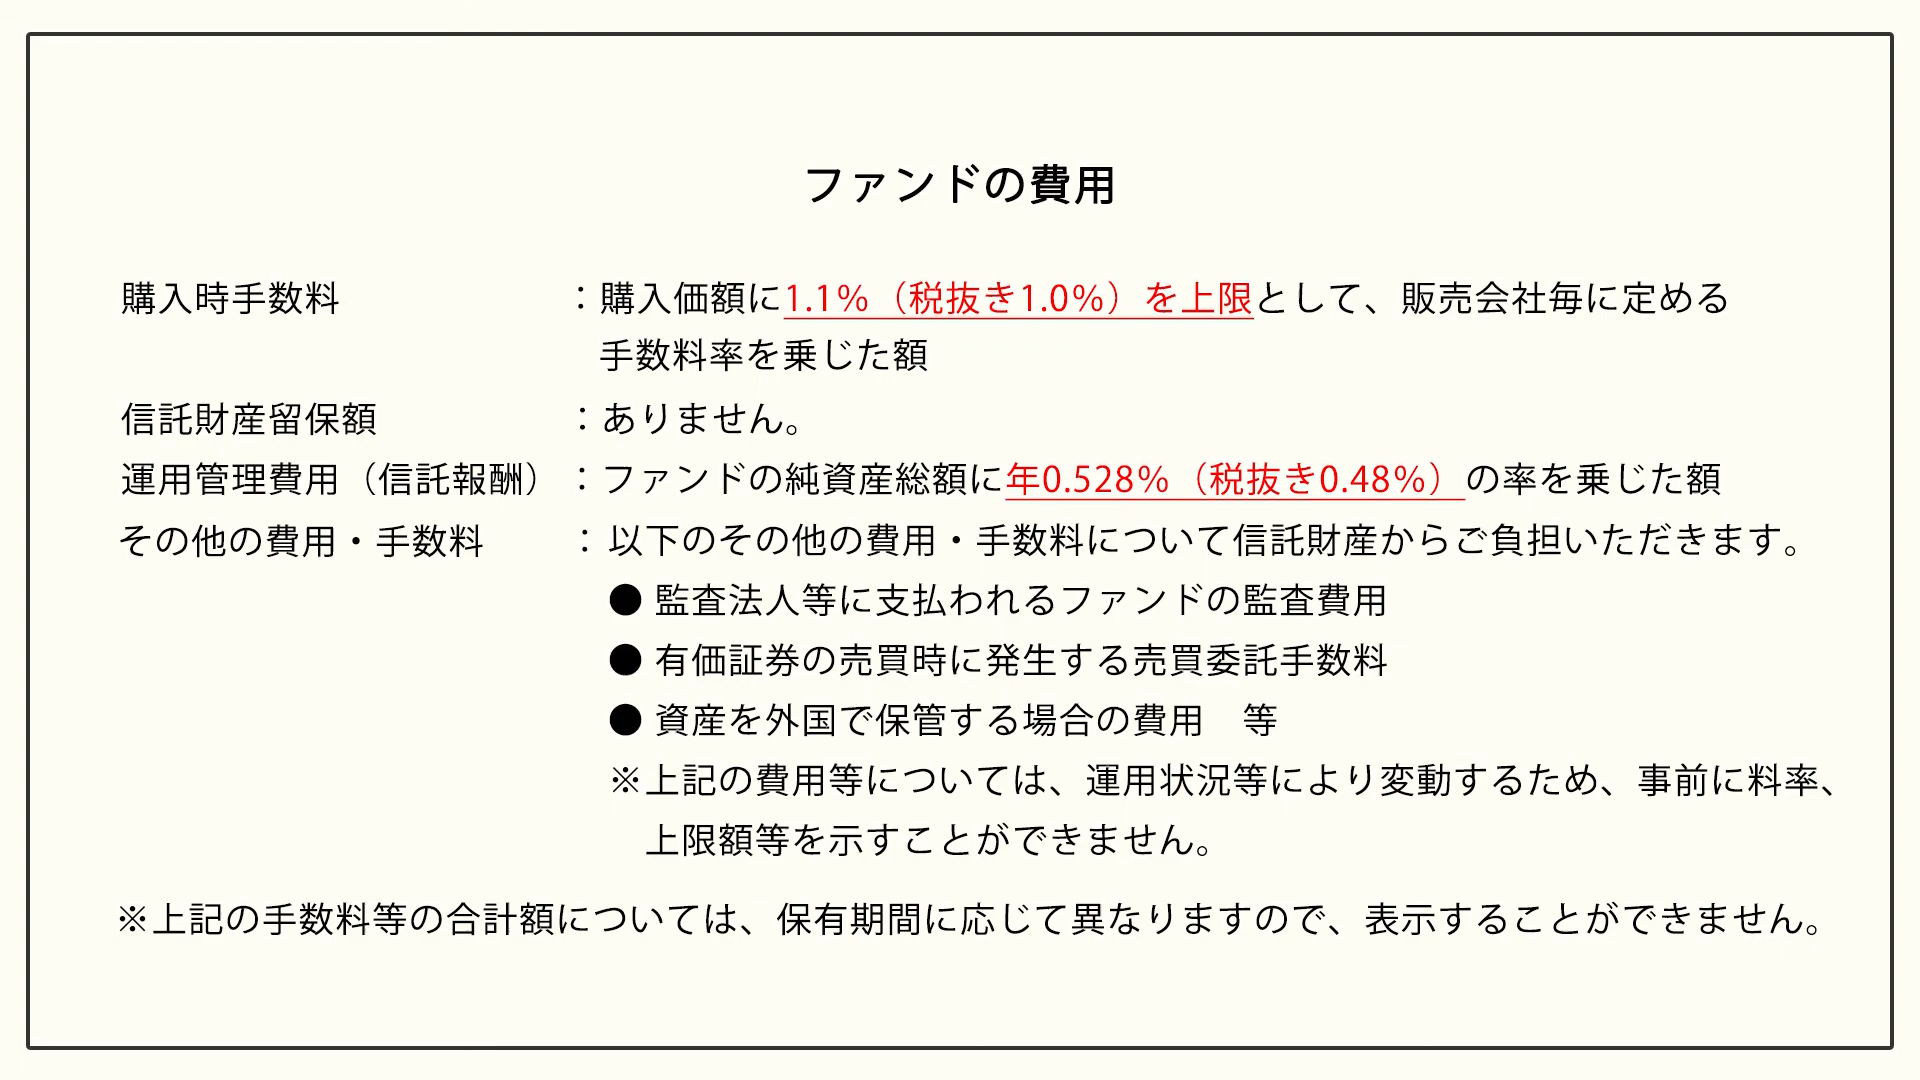 ファンドの費用
購入時手数料 ：購入価額に1.1%（税抜き1.0%）を上限として、販売会社毎に定める
手数料率を乗じた額
信託財産留保額 ：ありません。
運用管理費用（信託報酬） ：ファンドの純資産総額に年0.528%（税抜き0.48%）の率を乗じた額
その他の費用・手数料 ：以下のその他の費用・手数料について信託財産からご負担いただきます。
● 監査法人等に支払われるファンドの監査費用
● 有価証券の売買時に発生する売買委託手数料
● 資産を外国で保管する場合の費用　等
※上記の費用等については、運用状況等により変動するため、事前に料率、
上限額等を示すことができません。
※上記の手数料等の合計額については、保有期間に応じて異なりますので、表示することができません。